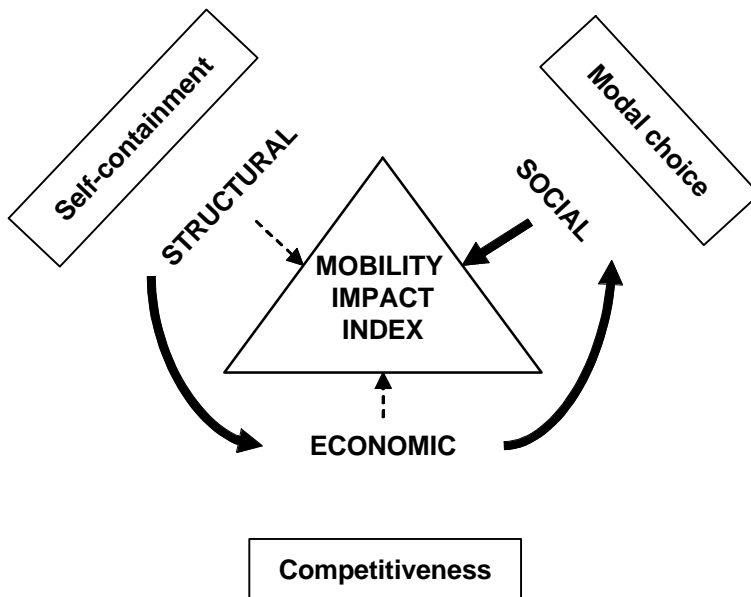 Self-containment
STRUCTURAL
Modal choice
SOCIAL
MOBILITY
IMPACT
INDEX
ECONOMIC
Competitiveness